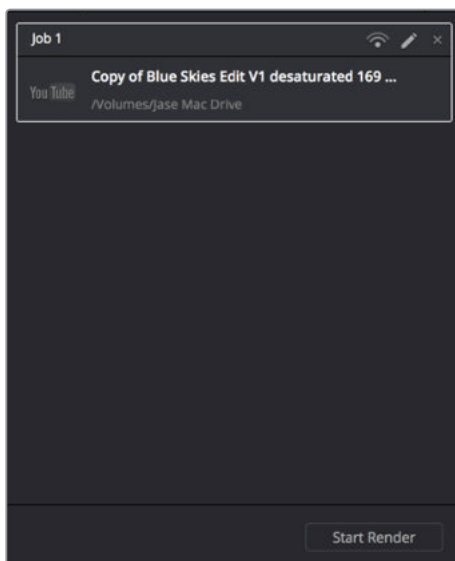 Job 1
Copy of Blue Skies Edit V1 desaturated 169 ...
You Tube
/Volumes/Jase Mac Drive
Start Render